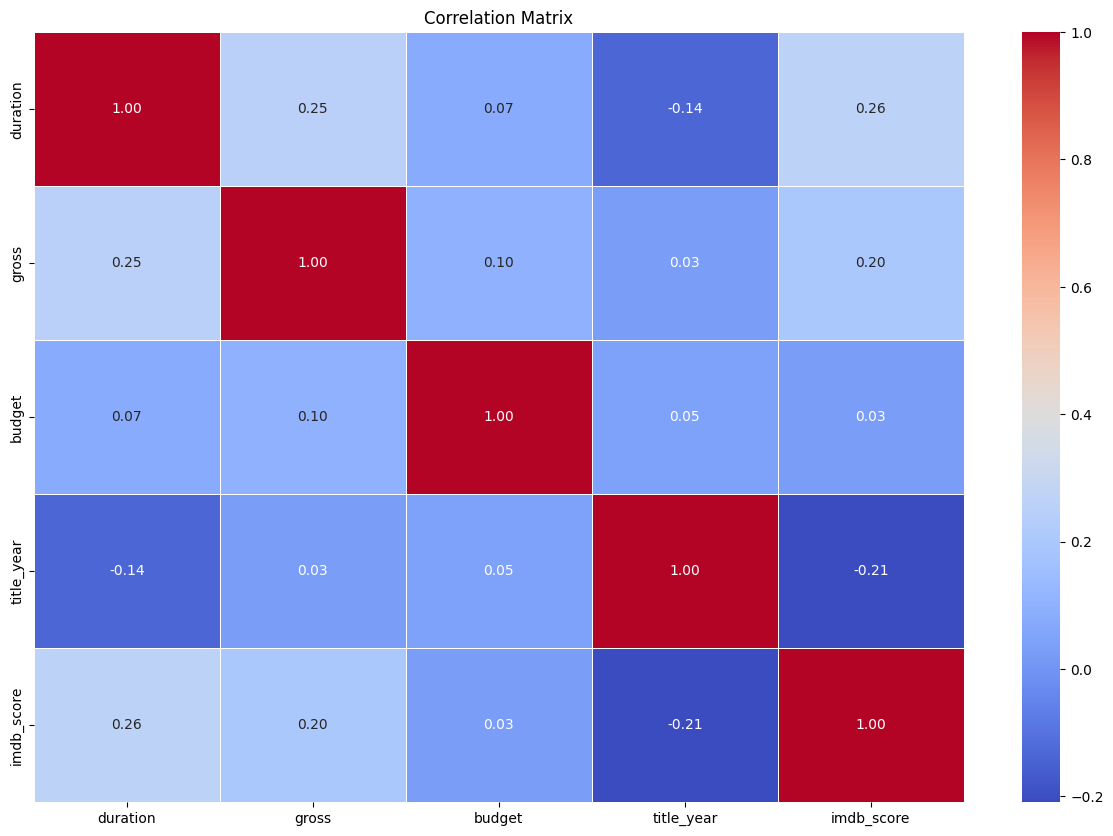 Correlation Matrix
duration
1.00 0.25 0.07 -0.14 0.26
gross
0.25 1.00 0.10 0.03 0.20
budget
0.07 0.10 1.00 0.05 0.03
title_year
-0.14 0.03 0.05 1.00 -0.21
imdb_score
0.26 0.20 0.03 -0.21 1.00
duration gross budget title_year imdb_score
1.0
0.8
0.6
0.4
0.2
0.0
−0.2